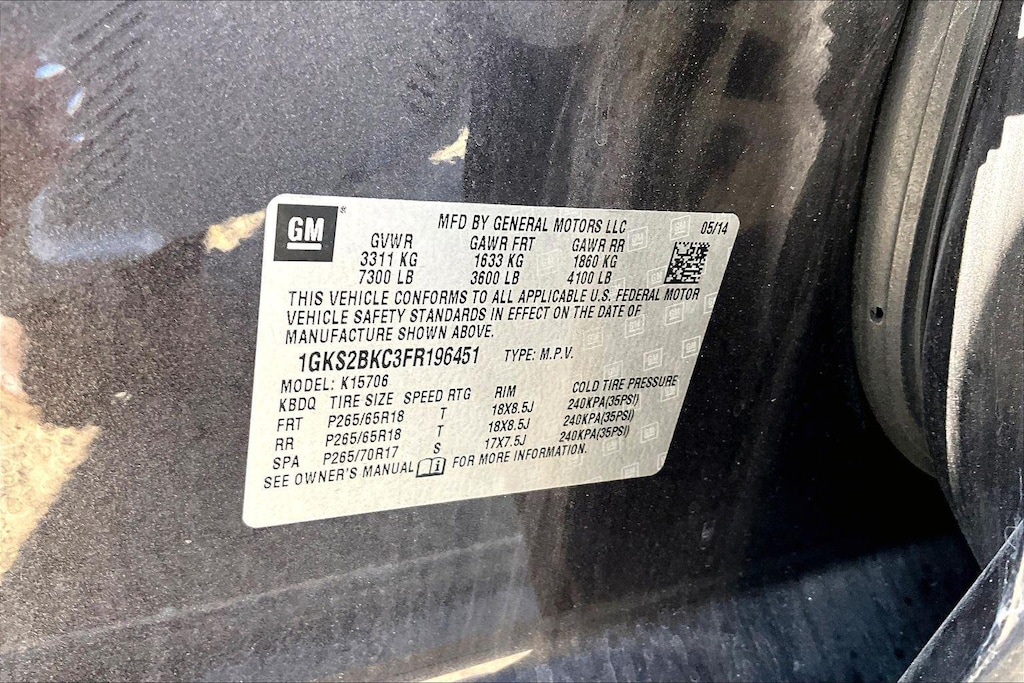 GM ® MFD BY GENERAL MOTORS LLC 05/14
GVWR GAWR FRT GAWR RR
3311 KG 1633 KG 1860 KG
7300 LB 3600 LB 4100 LB
THIS VEHICLE CONFORMS TO ALL APPLICABLE U.S. FEDERAL MOTOR
VEHICLE SAFETY STANDARDS IN EFFECT ON THE DATE OF
MANUFACTURE SHOWN ABOVE.
1GKS2BKC3FR196451 TYPE: M.P.V.
MODEL: K15706
KBDQ TIRE SIZE SPEED RTG RIM COLD TIRE PRESSURE
FRT P265/65R18 T 18X8.5J 240KPA(35PSI)
RR P265/65R18 T 18X8.5J 240KPA(35PSI)
SPA P265/70R17 S 17X7.5J 240KPA(35PSI)
SEE OWNER'S MANUAL i FOR MORE INFORMATION.